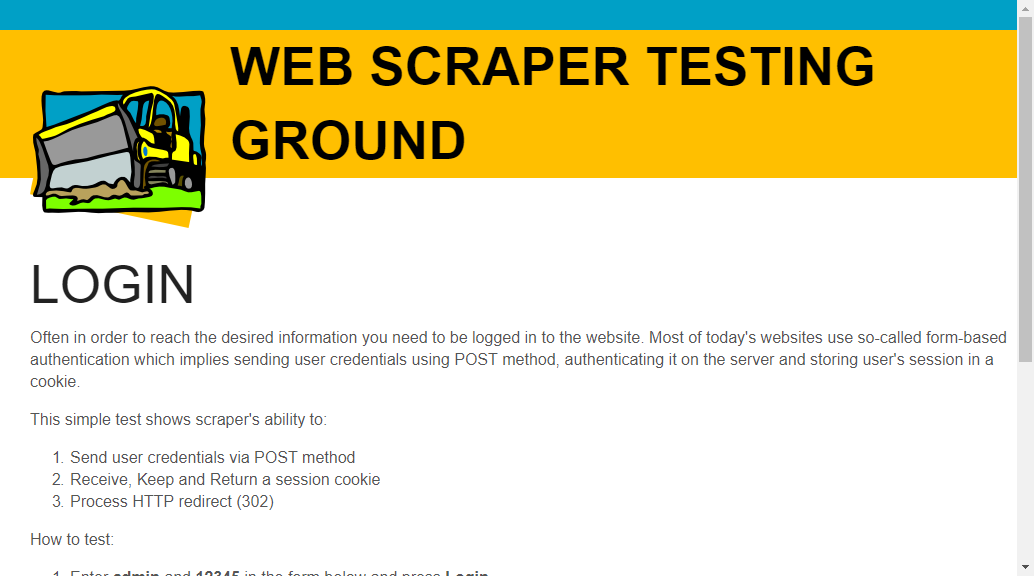 WEB SCRAPER TESTING
GROUND
LOGIN
Often in order to reach the desired information you need to be logged in to the website. Most of today's websites use so-called form-based
authentication which implies sending user credentials using POST method, authenticating it on the server and storing user's session in a
cookie.
This simple test shows scraper's ability to:
1. Send user credentials via POST method
2. Receive, Keep and Return a session cookie
3. Process HTTP redirect (302)
How to test:
1. Enter admin and 12345 in the form below and press Login